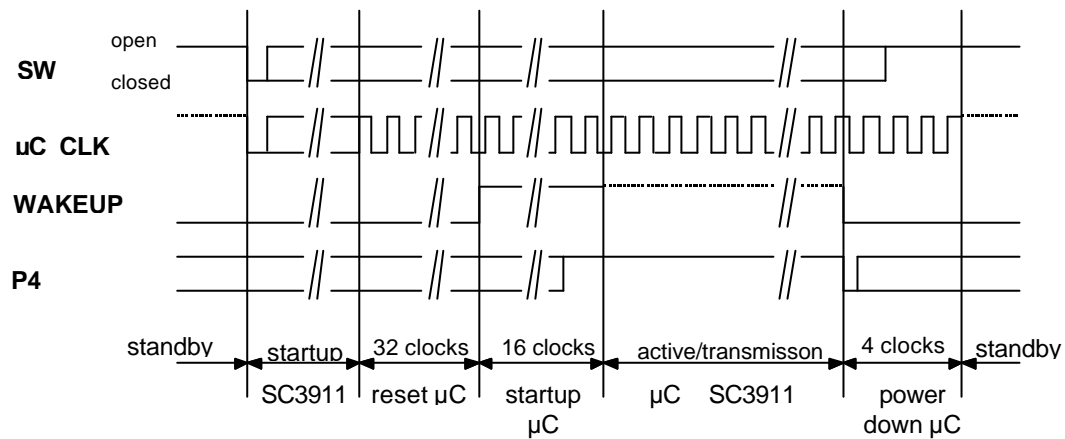 open
SW
closed
µC CLK
WAKEUP
P4
standby startup 32 clocks 16 clocks active/transmisson 4 clocks standby
SC3911 reset µC startup µC SC3911 power
µC down µC